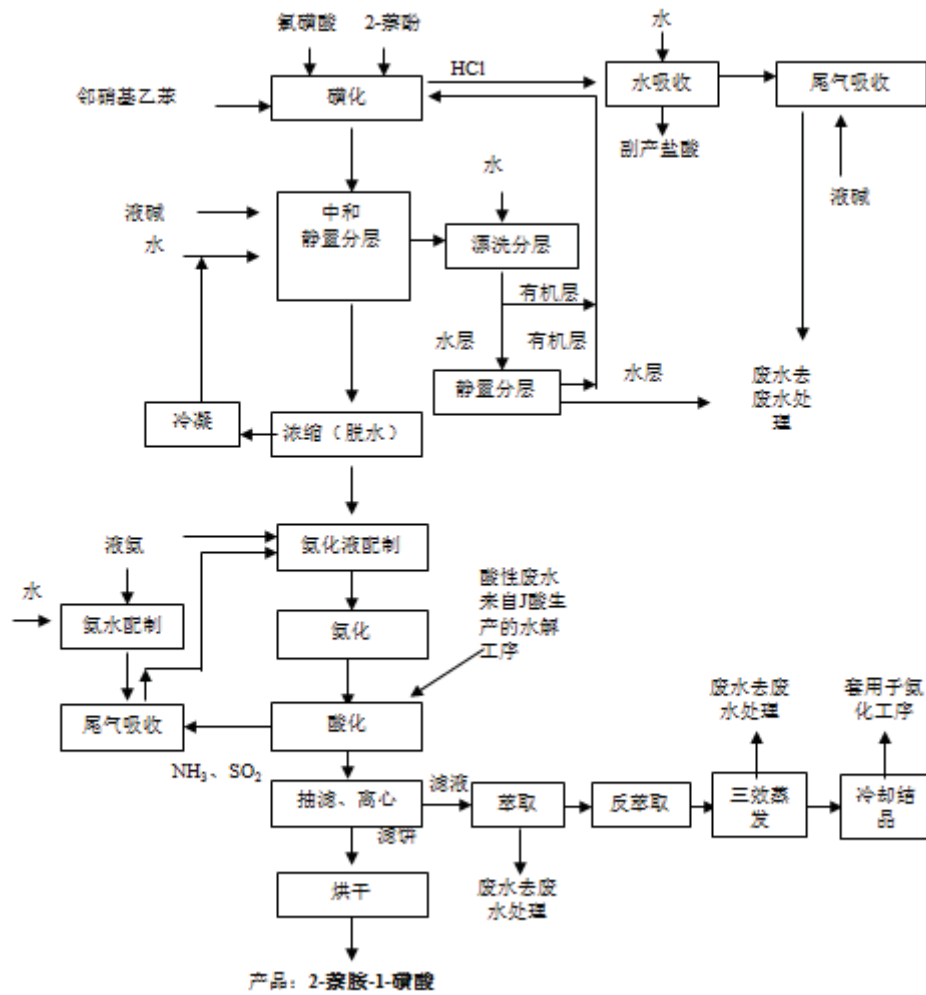 氯磺酸
2-萘酚
水
HCl
邻硝基乙苯
磺化
水吸收
尾气吸收
副产盐酸
水
液碱
液碱
中和
静置分层
水
漂洗分层
有机层
水层
有机层
静置分层
水层
废水去
废水处
理
冷凝
浓缩（脱水）
液氨
氨化液配制
水
氨水配制
氨化
酸性废水
来自J酸生
产的水解
工序
尾气吸收
酸化
废水去废
水处理
套用于氨
化工序
NH₃、SO₂
抽滤、离心
滤液
萃取
反萃取
三效蒸
发
冷却结
晶
滤饼
烘干
废水去废
水处理
产品：2-萘胺-1-磺酸